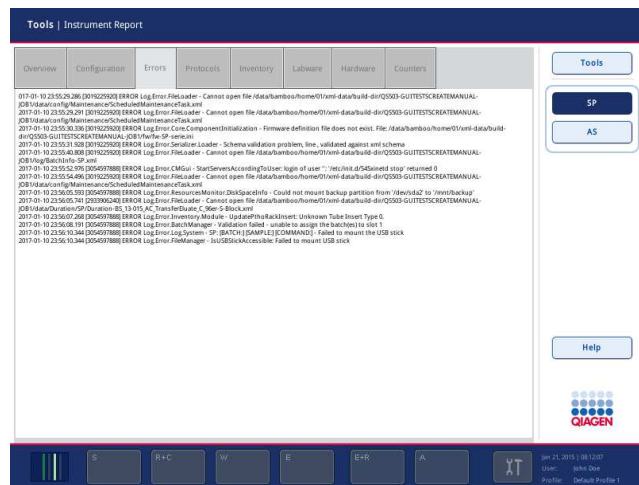 Tools | Instrument Report
Overview
Configuration
Errors
Protocols
Inventory
Labware
Hardware
Counters
017-01-10 23:55:29.286 [3019225920] ERROR Log.Error.FileLoader - Cannot open file /data/bamboo/home/01/xml-data/build-dir/QS503-GUITESTSCREATEMANUAL-
JOB1/data/config/Maintenance/ScheduledMaintenanceTask.xml
2017-01-10 23:55:29.291 [3019225920] ERROR Log.Error.FileLoader - Cannot open file /data/bamboo/home/01/xml-data/build-dir/QS503-GUITESTSCREATEMANUAL-
JOB1/data/config/Maintenance/ScheduledMaintenanceTask.xml
2017-01-10 23:55:30.336 [3019225920] ERROR Log.Error.Core.ComponentInitialization - Firmware definition file does not exist. File: /data/bamboo/home/01/xml-data/build-
dir/QS503-GUITESTSCREATEMANUAL-JOB1/fw/fw-SP-serie.ini
2017-01-10 23:55:31.928 [3019225920] ERROR Log.Error.Serializer.Loader - Schema validation problem, line , validated against xml schema
2017-01-10 23:55:40.808 [3019225920] ERROR Log.Error.FileLoader - Cannot open file /data/bamboo/home/01/xml-data/build-dir/QS503-GUITESTSCREATEMANUAL-
JOB1/log/BatchInfo-SP.xml
2017-01-10 23:55:52.976 [3054597888] ERROR Log.Error.CMGui - StartServersAccordingToUser: login of user '': '/etc/init.d/S45xinetd stop' returned 0
2017-01-10 23:55:54.496 [3054597888] ERROR Log.Error.FileLoader - Cannot open file /data/bamboo/home/01/xml-data/build-dir/QS503-GUITESTSCREATEMANUAL-
JOB1/data/config/Maintenance/ScheduledMaintenanceTask.xml
2017-01-10 23:56:05.593 [3054597888] ERROR Log.Error.ResourcesMonitor.DiskSpaceInfo - Could not mount backup partition from '/dev/sda2' to '/mnt/backup'
2017-01-10 23:56:05.741 [2933906240] ERROR Log.Error.FileLoader - Cannot open file /data/bamboo/home/01/xml-data/build-dir/QS503-GUITESTSCREATEMANUAL-
JOB1/data/Duration/SP/Duration-BS_13-015_AC_TransferEluate_C_96er-S-Block.xml
2017-01-10 23:56:07.268 [3054597888] ERROR Log.Error.Inventory.Module - UpdatePthoRackInsert: Unknown Tube Insert Type 0.
2017-01-10 23:56:08.191 [3054597888] ERROR Log.Error.BatchManager - Validation failed - unable to assign the batch(es) to slot 1
2017-01-10 23:56:10.344 [3054597888] ERROR Log.Error.Log.System - SP: [BATCH:] [SAMPLE:] [COMMAND:] - Failed to mount the USB stick
2017-01-10 23:56:10.344 [3054597888] ERROR Log.Error.FileManager - IsUSBStickAccessible: Failed to mount USB stick
Tools
SP
AS
Help
QIAGEN
S
R+C
W
E
E+R
A
Jan 21, 2015 | 08:12:07
User: John Doe
Profile: Default Profile 1